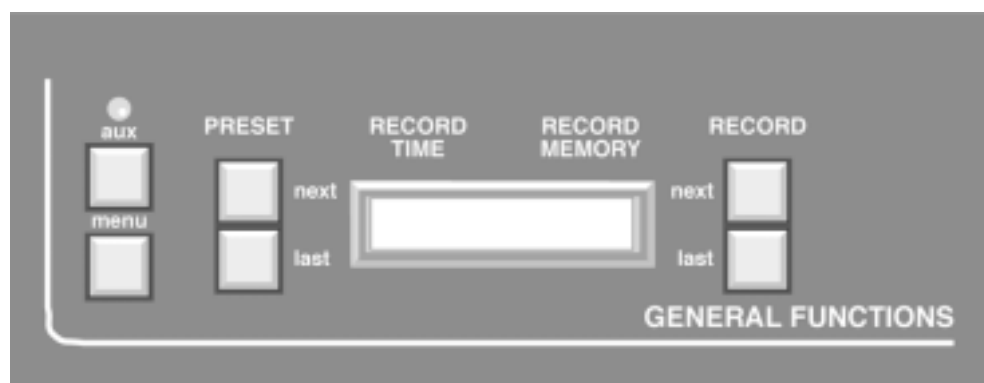 aux
menu
PRESET
next
last
RECORD
TIME
RECORD
MEMORY
RECORD
next
last
GENERAL FUNCTIONS